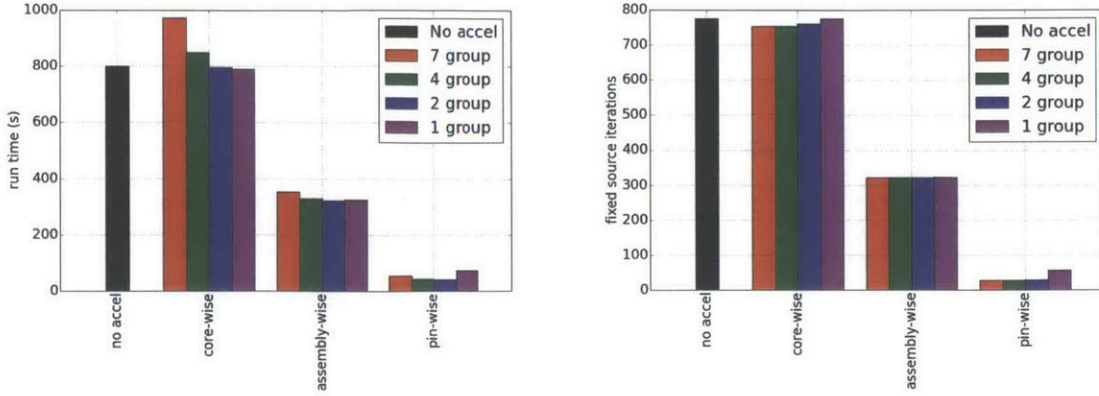 1000
800
600
400
200
0
run time (s)
no accel
core-wise
assembly-wise
pin-wise
No accel
7 group
4 group
2 group
1 group
800
700
600
500
400
300
200
100
0
fixed source iterations
no accel
core-wise
assembly-wise
pin-wise
No accel
7 group
4 group
2 group
1 group